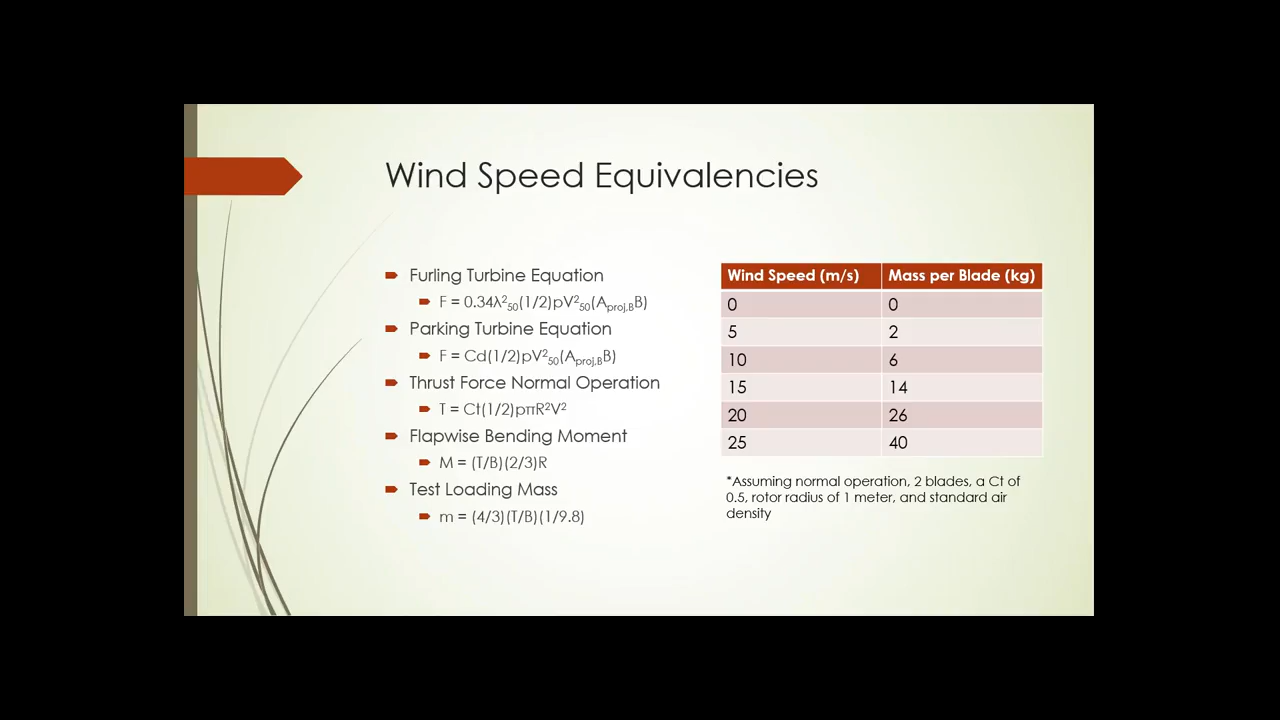 Wind Speed Equivalencies
Furling Turbine Equation
F = 0.34λ²₅₀(1/2)pV²₅₀(Aproj,BB)
Parking Turbine Equation
F = Cd(1/2)pV²₅₀(Aproj,BB)
Thrust Force Normal Operation
T = Ct(1/2)pπR²V²
Flapwise Bending Moment
M = (T/B)(2/3)R
Test Loading Mass
m = (4/3)(T/B)(1/9.8)
Wind Speed (m/s) Mass per Blade (kg)
0 0
5 2
10 6
15 14
20 26
25 40
*Assuming normal operation, 2 blades, a Ct of
0.5, rotor radius of 1 meter, and standard air
density